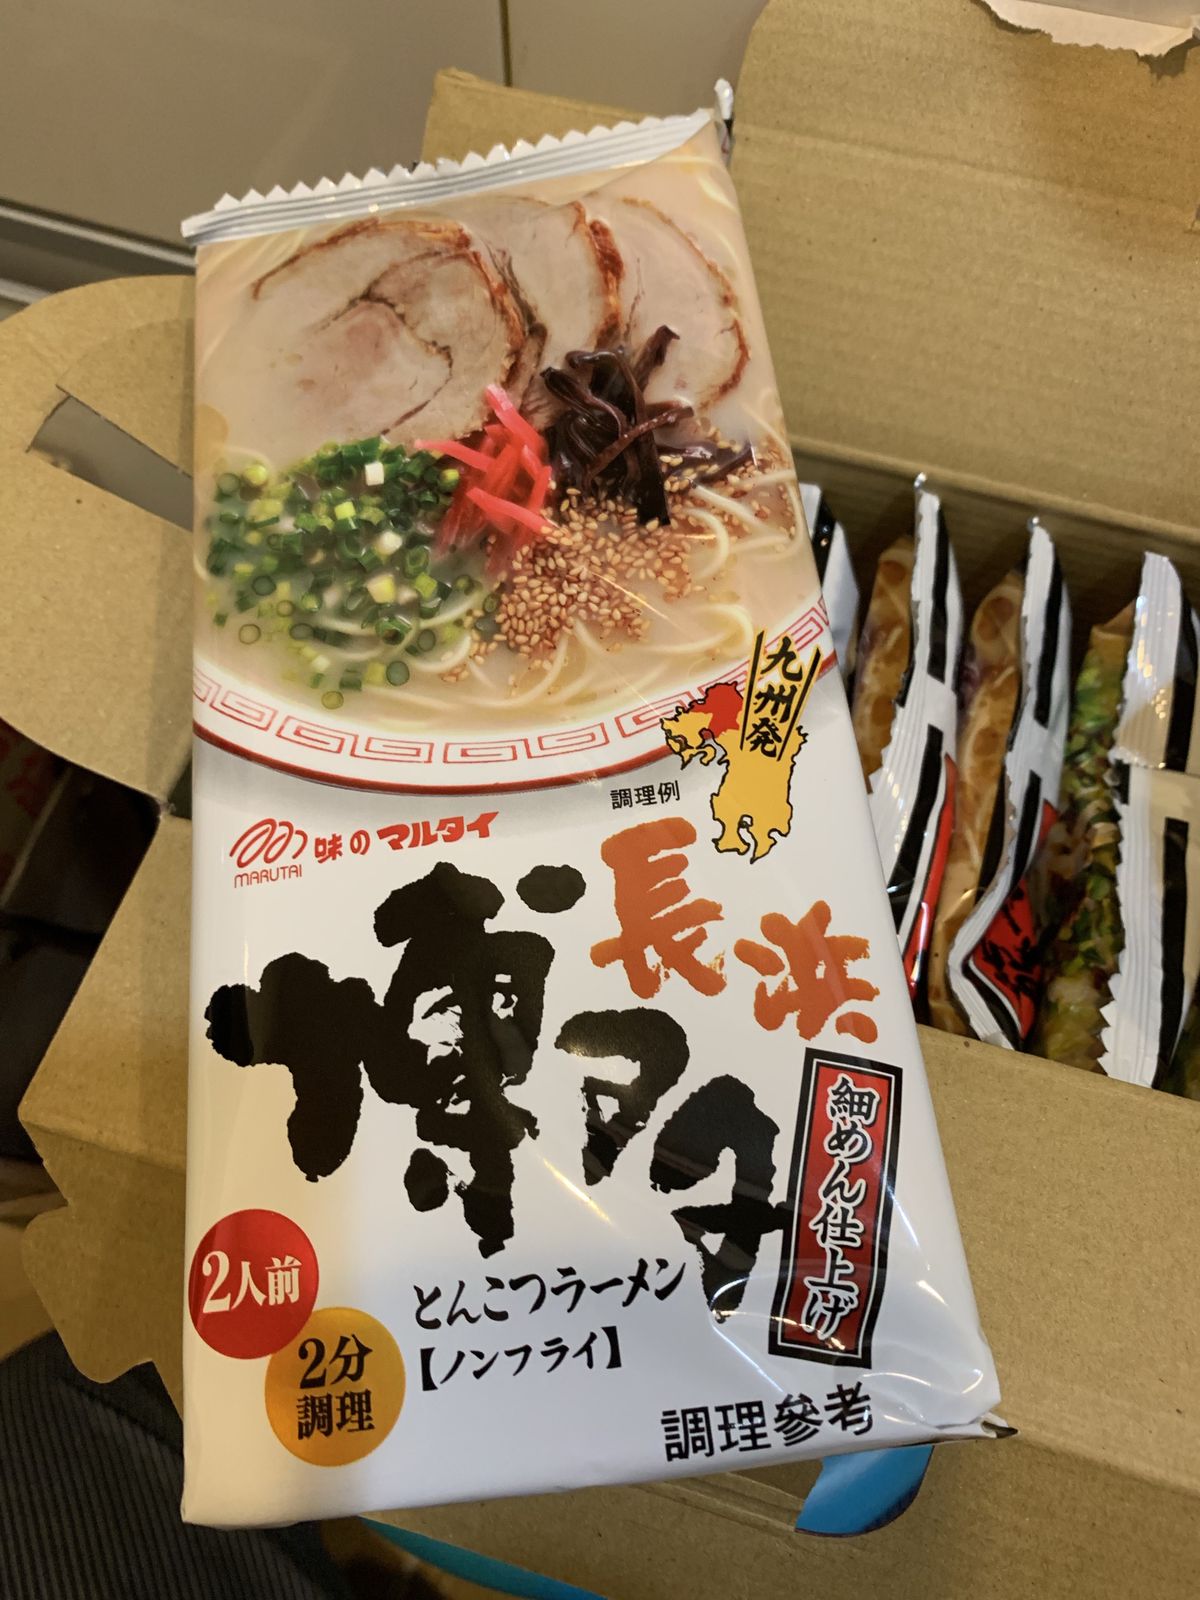 九州発
調理例
味のマルタイ
MARUTAI
長浜
博多
細めん仕上げ
2人前
2分
調理
とんこつラーメン
【ノンフライ】
調理參考